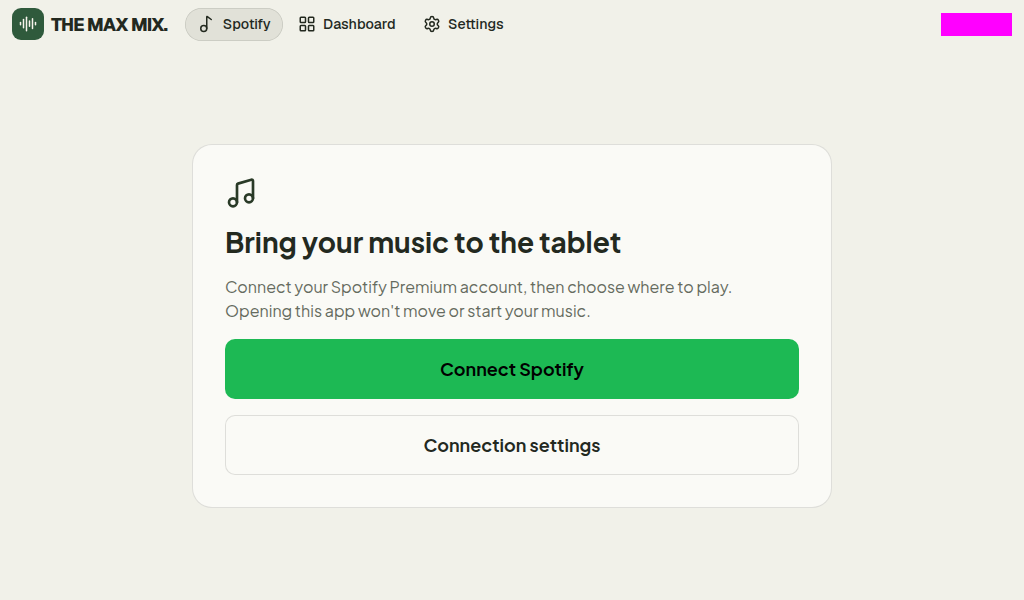 THE MAX MIX.
Spotify
Dashboard
Settings
Bring your music to the tablet
Connect your Spotify Premium account, then choose where to play.
Opening this app won't move or start your music.
Connect Spotify
Connection settings